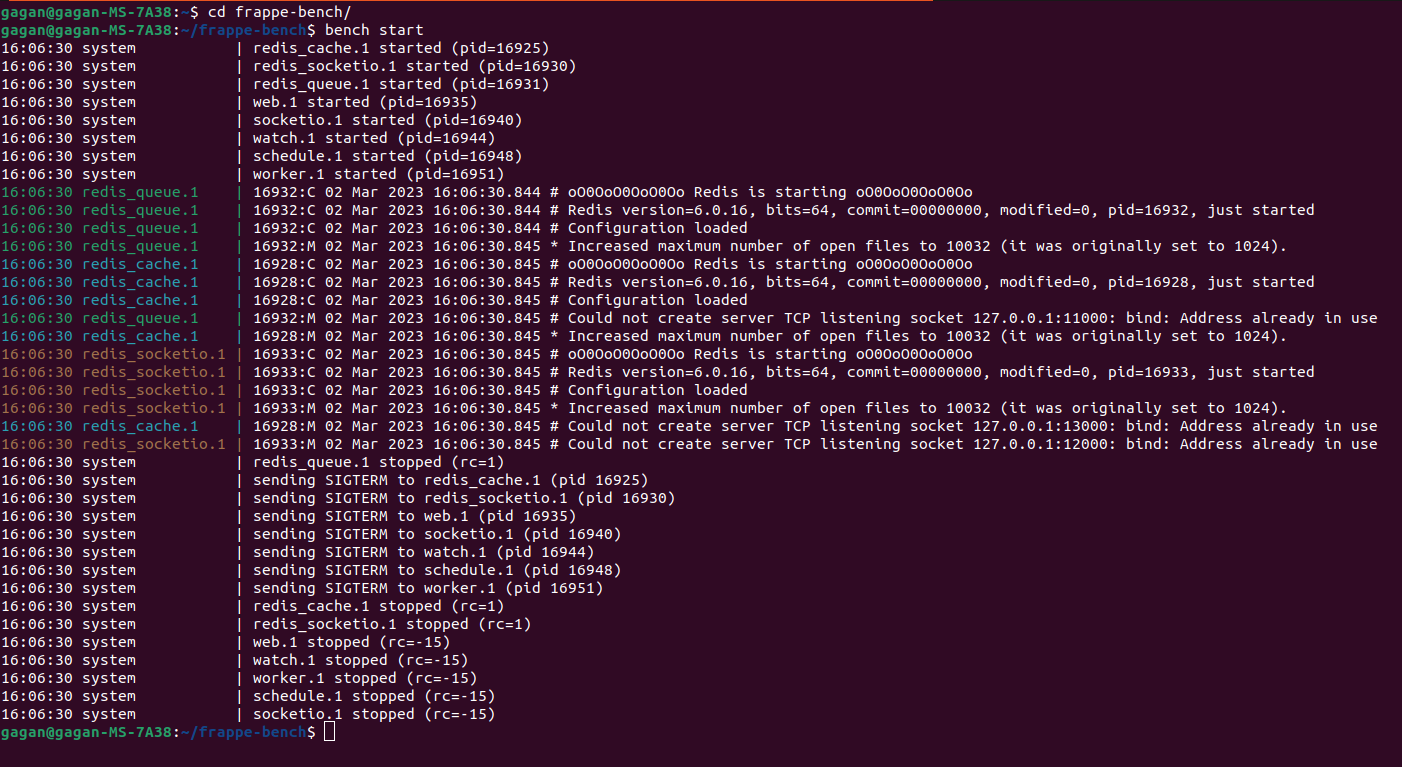 gagan@gagan-MS-7A38:~$ cd frappe-bench/
gagan@gagan-MS-7A38:~/frappe-bench$ bench start
16:06:30 system           | redis_cache.1 started (pid=16925)
16:06:30 system           | redis_socketio.1 started (pid=16930)
16:06:30 system           | redis_queue.1 started (pid=16931)
16:06:30 system           | web.1 started (pid=16935)
16:06:30 system           | socketio.1 started (pid=16940)
16:06:30 system           | watch.1 started (pid=16944)
16:06:30 system           | schedule.1 started (pid=16948)
16:06:30 system           | worker.1 started (pid=16951)
16:06:30 redis_queue.1    | 16932:C 02 Mar 2023 16:06:30.844 # oO0OoO0OoO0Oo Redis is starting oO0OoO0OoO0Oo
16:06:30 redis_queue.1    | 16932:C 02 Mar 2023 16:06:30.844 # Redis version=6.0.16, bits=64, commit=00000000, modified=0, pid=16932, just started
16:06:30 redis_queue.1    | 16932:C 02 Mar 2023 16:06:30.844 # Configuration loaded
16:06:30 redis_queue.1    | 16932:M 02 Mar 2023 16:06:30.845 * Increased maximum number of open files to 10032 (it was originally set to 1024).
16:06:30 redis_cache.1    | 16928:C 02 Mar 2023 16:06:30.845 # oO0OoO0OoO0Oo Redis is starting oO0OoO0OoO0Oo
16:06:30 redis_cache.1    | 16928:C 02 Mar 2023 16:06:30.845 # Redis version=6.0.16, bits=64, commit=00000000, modified=0, pid=16928, just started
16:06:30 redis_cache.1    | 16928:C 02 Mar 2023 16:06:30.845 # Configuration loaded
16:06:30 redis_queue.1    | 16932:M 02 Mar 2023 16:06:30.845 # Could not create server TCP listening socket 127.0.0.1:11000: bind: Address already in use
16:06:30 redis_cache.1    | 16928:M 02 Mar 2023 16:06:30.845 * Increased maximum number of open files to 10032 (it was originally set to 1024).
16:06:30 redis_socketio.1 | 16933:C 02 Mar 2023 16:06:30.845 # oO0OoO0OoO0Oo Redis is starting oO0OoO0OoO0Oo
16:06:30 redis_socketio.1 | 16933:C 02 Mar 2023 16:06:30.845 # Redis version=6.0.16, bits=64, commit=00000000, modified=0, pid=16933, just started
16:06:30 redis_socketio.1 | 16933:C 02 Mar 2023 16:06:30.845 # Configuration loaded
16:06:30 redis_socketio.1 | 16933:M 02 Mar 2023 16:06:30.845 * Increased maximum number of open files to 10032 (it was originally set to 1024).
16:06:30 redis_cache.1    | 16928:M 02 Mar 2023 16:06:30.845 # Could not create server TCP listening socket 127.0.0.1:13000: bind: Address already in use
16:06:30 redis_socketio.1 | 16933:M 02 Mar 2023 16:06:30.845 # Could not create server TCP listening socket 127.0.0.1:12000: bind: Address already in use
16:06:30 system           | redis_queue.1 stopped (rc=1)
16:06:30 system           | sending SIGTERM to redis_cache.1 (pid 16925)
16:06:30 system           | sending SIGTERM to redis_socketio.1 (pid 16930)
16:06:30 system           | sending SIGTERM to web.1 (pid 16935)
16:06:30 system           | sending SIGTERM to socketio.1 (pid 16940)
16:06:30 system           | sending SIGTERM to watch.1 (pid 16944)
16:06:30 system           | sending SIGTERM to schedule.1 (pid 16948)
16:06:30 system           | sending SIGTERM to worker.1 (pid 16951)
16:06:30 system           | redis_cache.1 stopped (rc=1)
16:06:30 system           | redis_socketio.1 stopped (rc=1)
16:06:30 system           | web.1 stopped (rc=-15)
16:06:30 system           | watch.1 stopped (rc=-15)
16:06:30 system           | worker.1 stopped (rc=-15)
16:06:30 system           | schedule.1 stopped (rc=-15)
16:06:30 system           | socketio.1 stopped (rc=-15)
gagan@gagan-MS-7A38:~/frappe-bench$